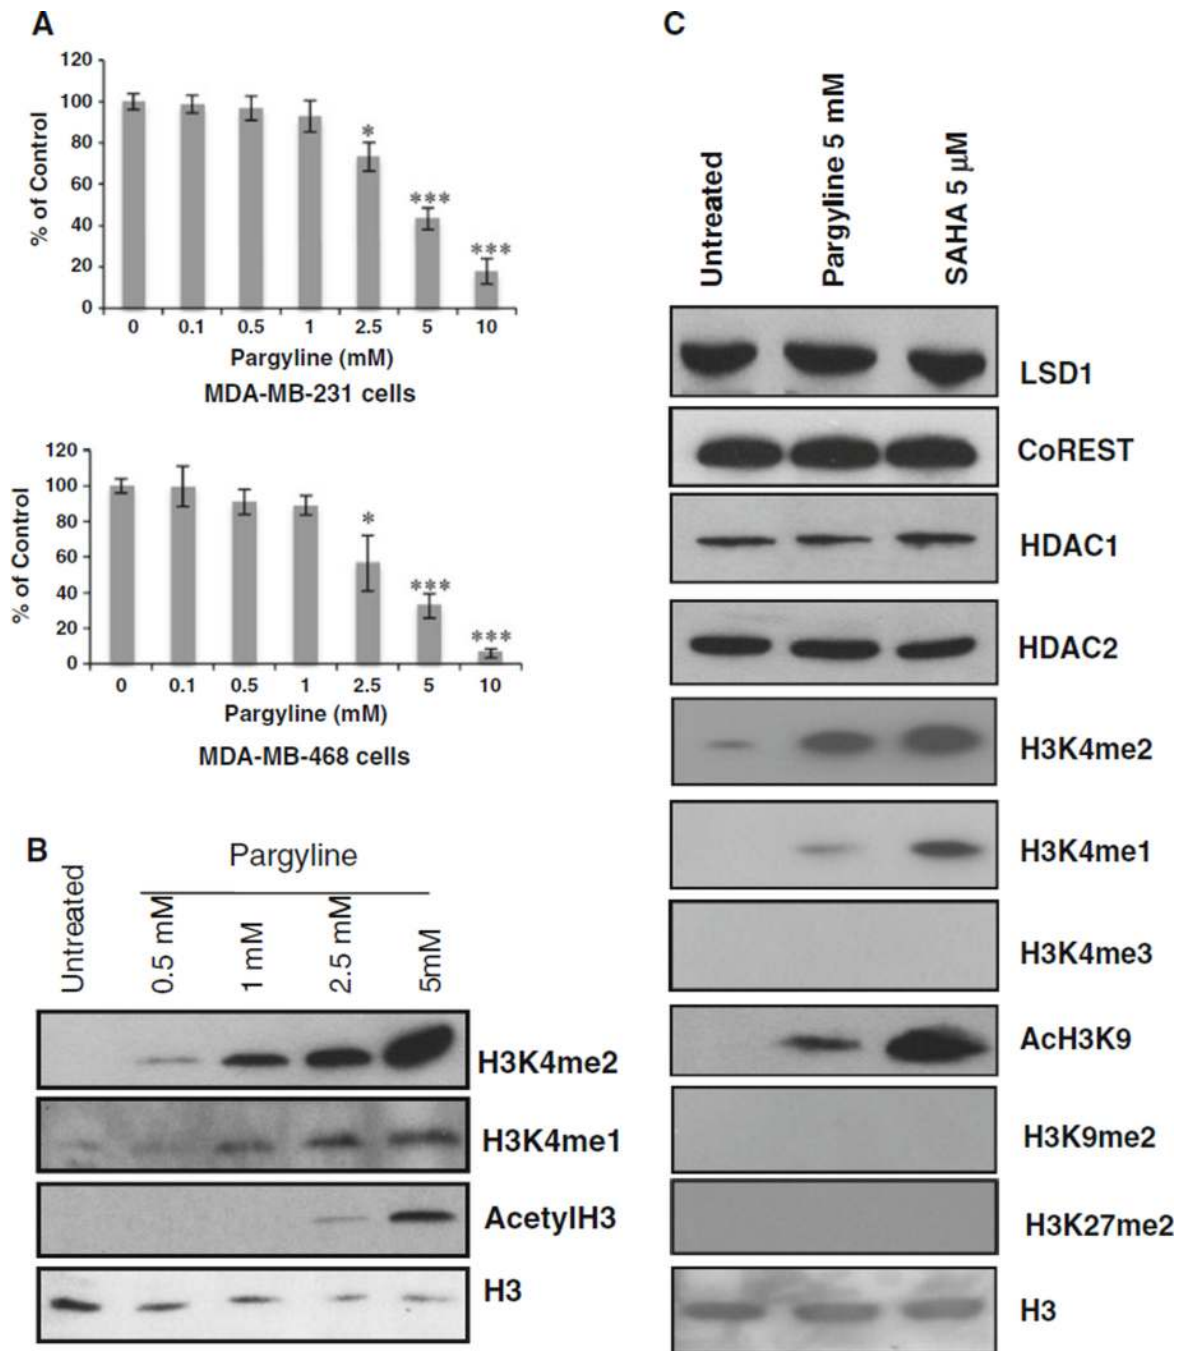 A
120
100
80
60
40
20
0
% of Control
*
***
***
0 0.1 0.5 1 2.5 5 10
Pargyline (mM)
MDA-MB-231 cells
120
100
80
60
40
20
0
% of Control
*
***
***
0 0.1 0.5 1 2.5 5 10
Pargyline (mM)
MDA-MB-468 cells
B
Pargyline
Untreated
0.5 mM
1 mM
2.5 mM
5mM
H3K4me2
H3K4me1
AcetylH3
H3
C
Untreated
Pargyline 5 mM
SAHA 5 µM
LSD1
CoREST
HDAC1
HDAC2
H3K4me2
H3K4me1
H3K4me3
AcH3K9
H3K9me2
H3K27me2
H3